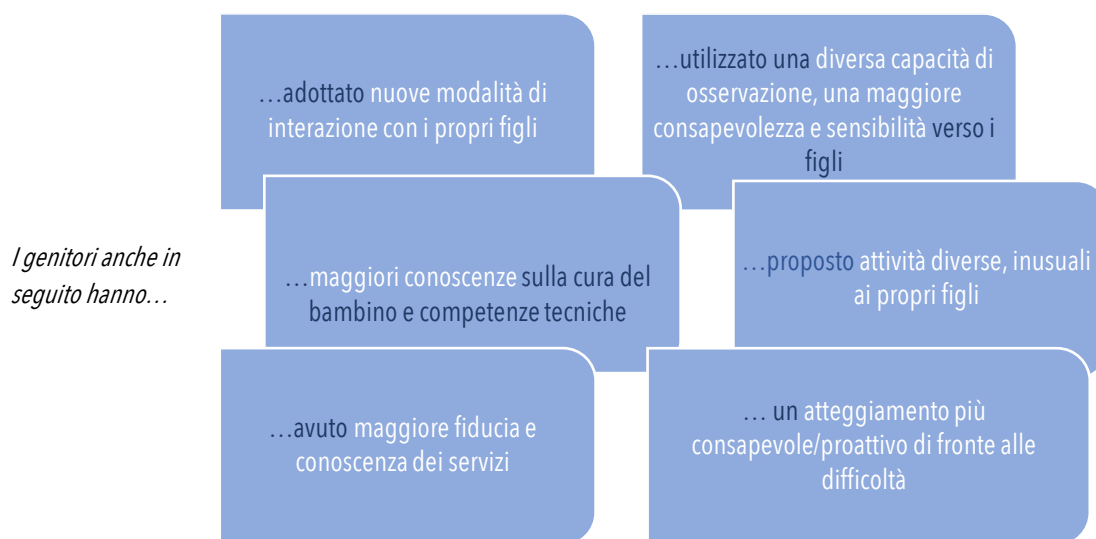 I genitori anche in
seguito hanno…
…adottato nuove modalità di
interazione con i propri figli
…utilizzato una diversa capacità di
osservazione, una maggiore
consapevolezza e sensibilità verso i
figli
…maggiori conoscenze sulla cura del
bambino e competenze tecniche
…proposto attività diverse, inusuali
ai propri figli
…avuto maggiore fiducia e
conoscenza dei servizi
… un atteggiamento più
consapevole/proattivo di fronte alle
difficoltà